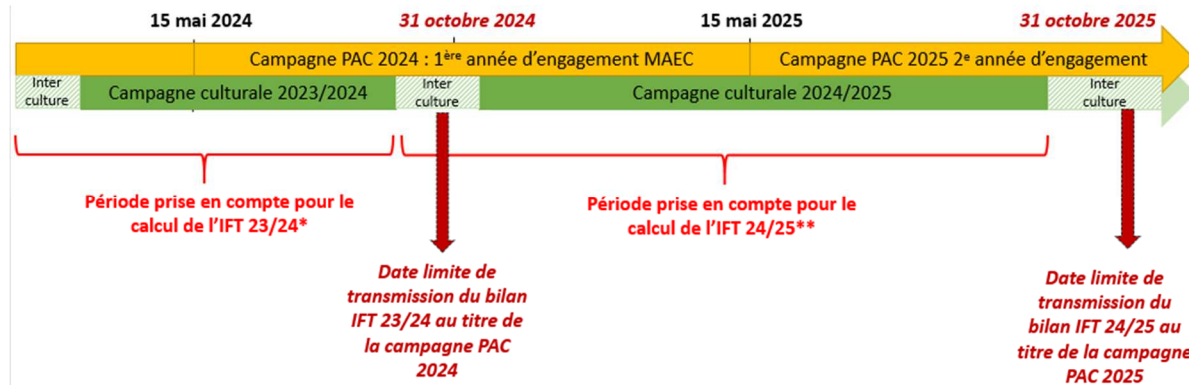 15 mai 2024
31 octobre 2024
15 mai 2025
31 octobre 2025
Campagne PAC 2024 : 1ère année d’engagement MAEC
Campagne PAC 2025 2e année d’engagement
Inter
culture
Campagne culturale 2023/2024
Inter
culture
Campagne culturale 2024/2025
Inter
culture
Période prise en compte pour le
calcul de l’IFT 23/24*
Période prise en compte pour le
calcul de l’IFT 24/25**
Date limite de
transmission du bilan
IFT 23/24 au titre de
la campagne PAC
2024
Date limite de
transmission du
bilan IFT 24/25 au
titre de la campagne
PAC 2025